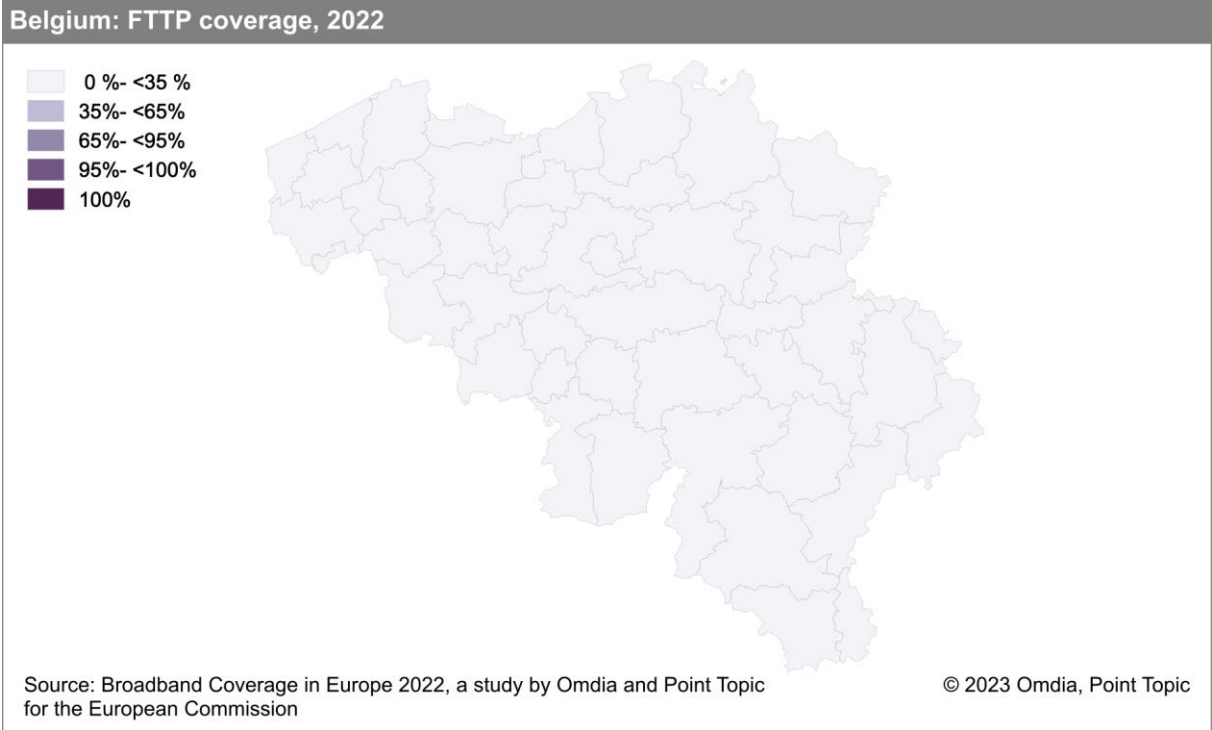 Belgium: FTTP coverage, 2022
0 %- <35 %
35%- <65%
65%- <95%
95%- <100%
100%
Source: Broadband Coverage in Europe 2022, a study by Omdia and Point Topic
for the European Commission
© 2023 Omdia, Point Topic